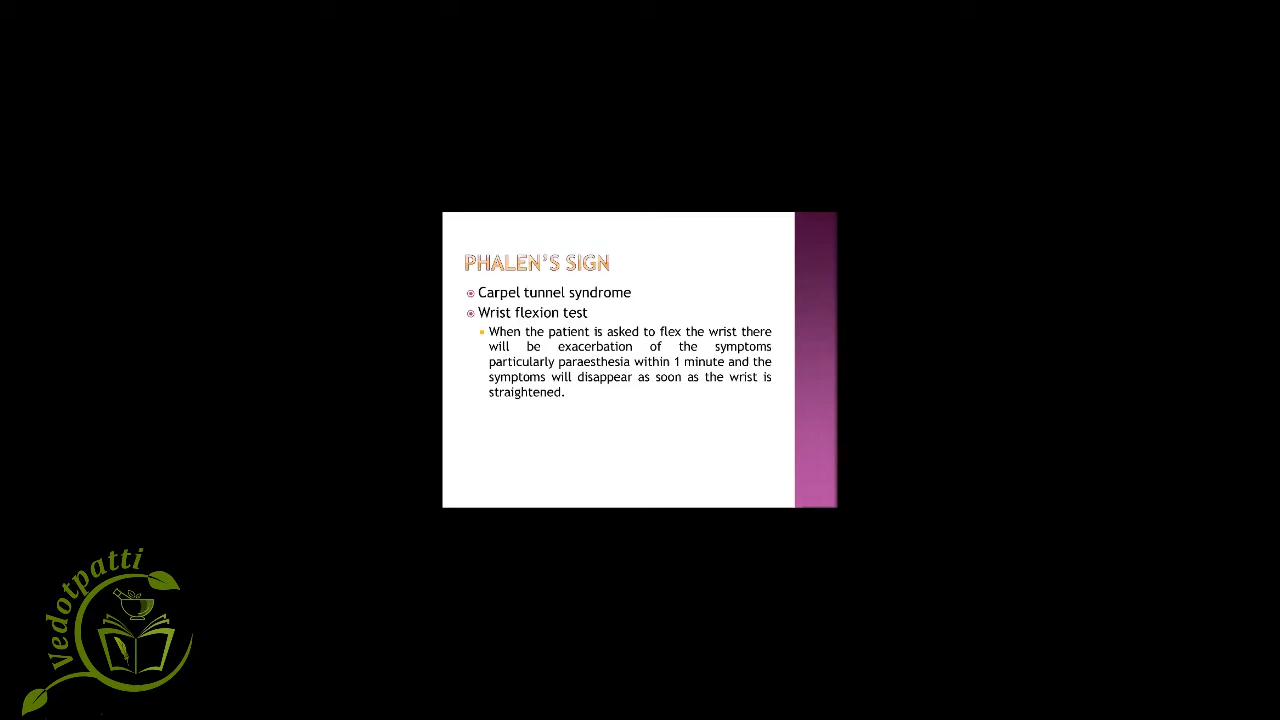 PHALEN'S SIGN
Carpel tunnel syndrome
Wrist flexion test
When the patient is asked to flex the wrist there
will be exacerbation of the symptoms
particularly paraesthesia within 1 minute and the
symptoms will disappear as soon as the wrist is
straightened.
vedotpatti